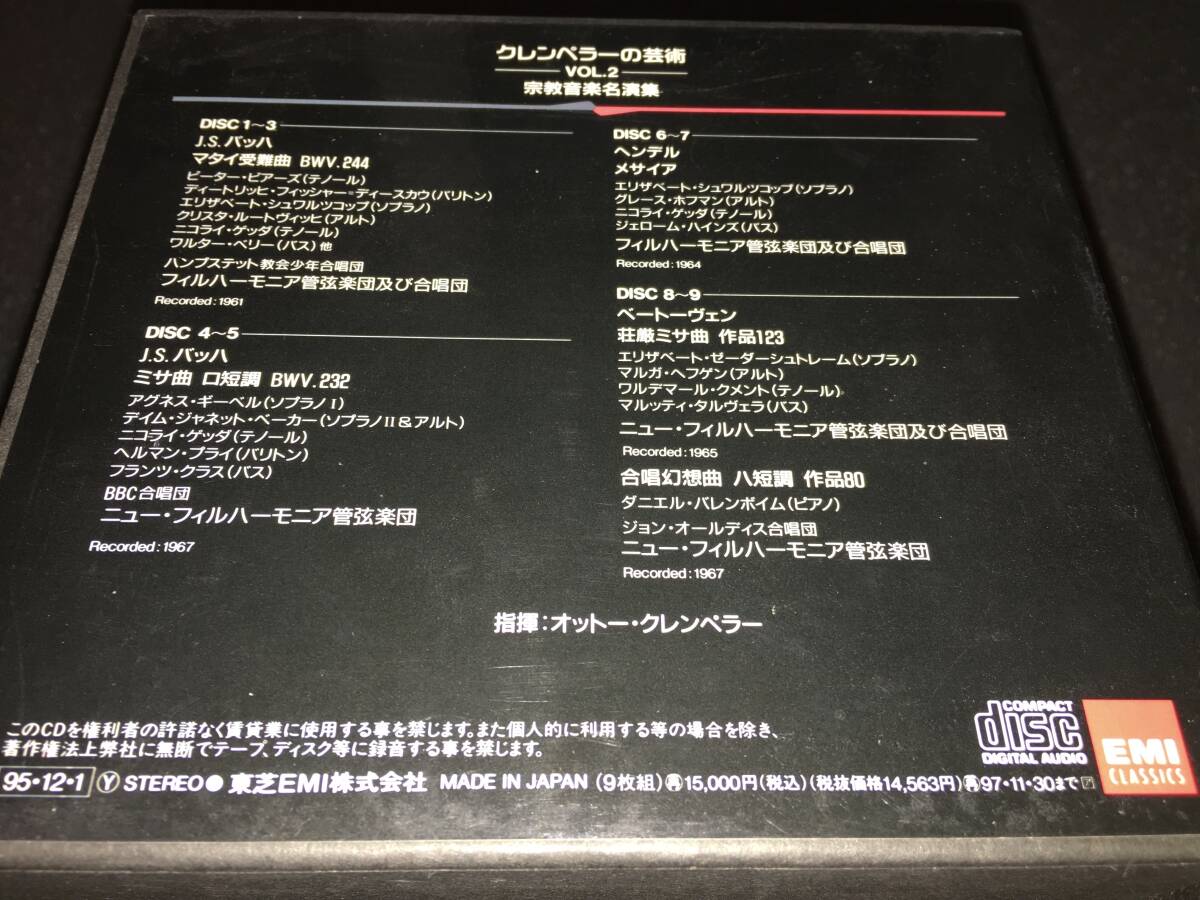 クレンペラーの芸術
VOL.2
宗教音楽名演集
DISC 1~3
J.S.バッハ
マタイ受難曲 BWV.244
ピーター・ピアーズ(テノール)
ディートリッヒ・フィッシャー・ディースカウ(バリトン)
エリザベート・シュワルツコップ(ソプラノ)
クリスタ・ルートヴィッヒ(アルト)
ニコライ・ゲッダ(テノール)
ワルター・ベリー(バス)他
ハンプステット教会少年合唱団
フィルハーモニア管弦楽団及び合唱団
Recorded:1961
DISC 4~5
J.S.バッハ
ミサ曲 ロ短調 BWV.232
アグネス・ギーベル(ソプラノI)
デイム・ジャネット・ベーカー(ソプラノII&アルト)
ニコライ・ゲッダ(テノール)
ヘルマン・プライ(バリトン)
フランツ・クラス(バス)
BBC合唱団
ニュー・フィルハーモニア管弦楽団
Recorded:1967
DISC 6~7
ヘンデル
メサイア
エリザベート・シュワルツコップ(ソプラノ)
グレース・ホフマン(アルト)
ニコライ・ゲッダ(テノール)
ジェローム・ハインズ(バス)
フィルハーモニア管弦楽団及び合唱団
Recorded:1964
DISC 8~9
ベートーヴェン
荘厳ミサ曲 作品123
エリザベート・ゼーダーシュトレーム(ソプラノ)
マルガ・ヘフゲン(アルト)
ワルデマール・クメント(テノール)
マルッティ・タルヴェラ(バス)
ニュー・フィルハーモニア管弦楽団及び合唱団
Recorded:1965
合唱幻想曲 ハ短調 作品80
ダニエル・バレンボイム(ピアノ)
ジョン・オールディス合唱団
ニュー・フィルハーモニア管弦楽団
Recorded:1967
指揮:オットー・クレンペラー
このCDを権利者の許諾なく賃貸業に使用する事を禁じます。また個人的に利用する等の場合を除き、
著作権法上弊社に無断でテープ、ディスク等に録音する事を禁じます。
COMPACT
disc
DIGITAL AUDIO
EMI
CLASSICS
95・12・1 Ⓨ STEREO● 東芝EMI株式会社 MADE IN JAPAN (9枚組) 再15,000円(税込)(税抜価格14,563円) 再97・11・30まで